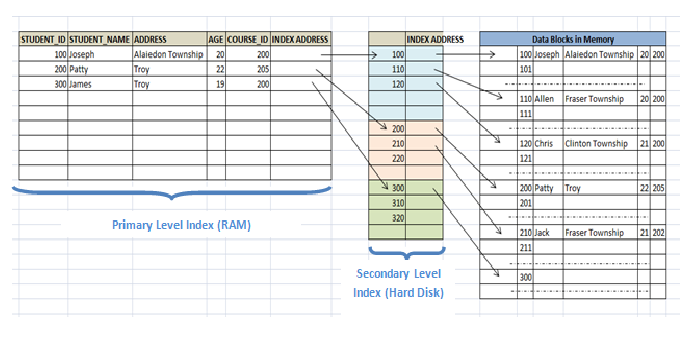 STUDENT_ID STUDENT_NAME ADDRESS AGE COURSE_ID INDEX ADDRESS
100 Joseph Alaiedon Township 20 200
200 Patty Troy 22 205
300 James Troy 19 200
Primary Level Index (RAM)
INDEX ADDRESS
100
110
120
200
210
220
300
310
320
Secondary Level
Index (Hard Disk)
Data Blocks in Memory
100 Joseph Alaiedon Township 20 200
101
110 Allen Fraser Township 20 200
111
120 Chris Clinton Township 21 200
121
200 Patty Troy 22 205
201
210 Jack Fraser Township 21 202
211
300